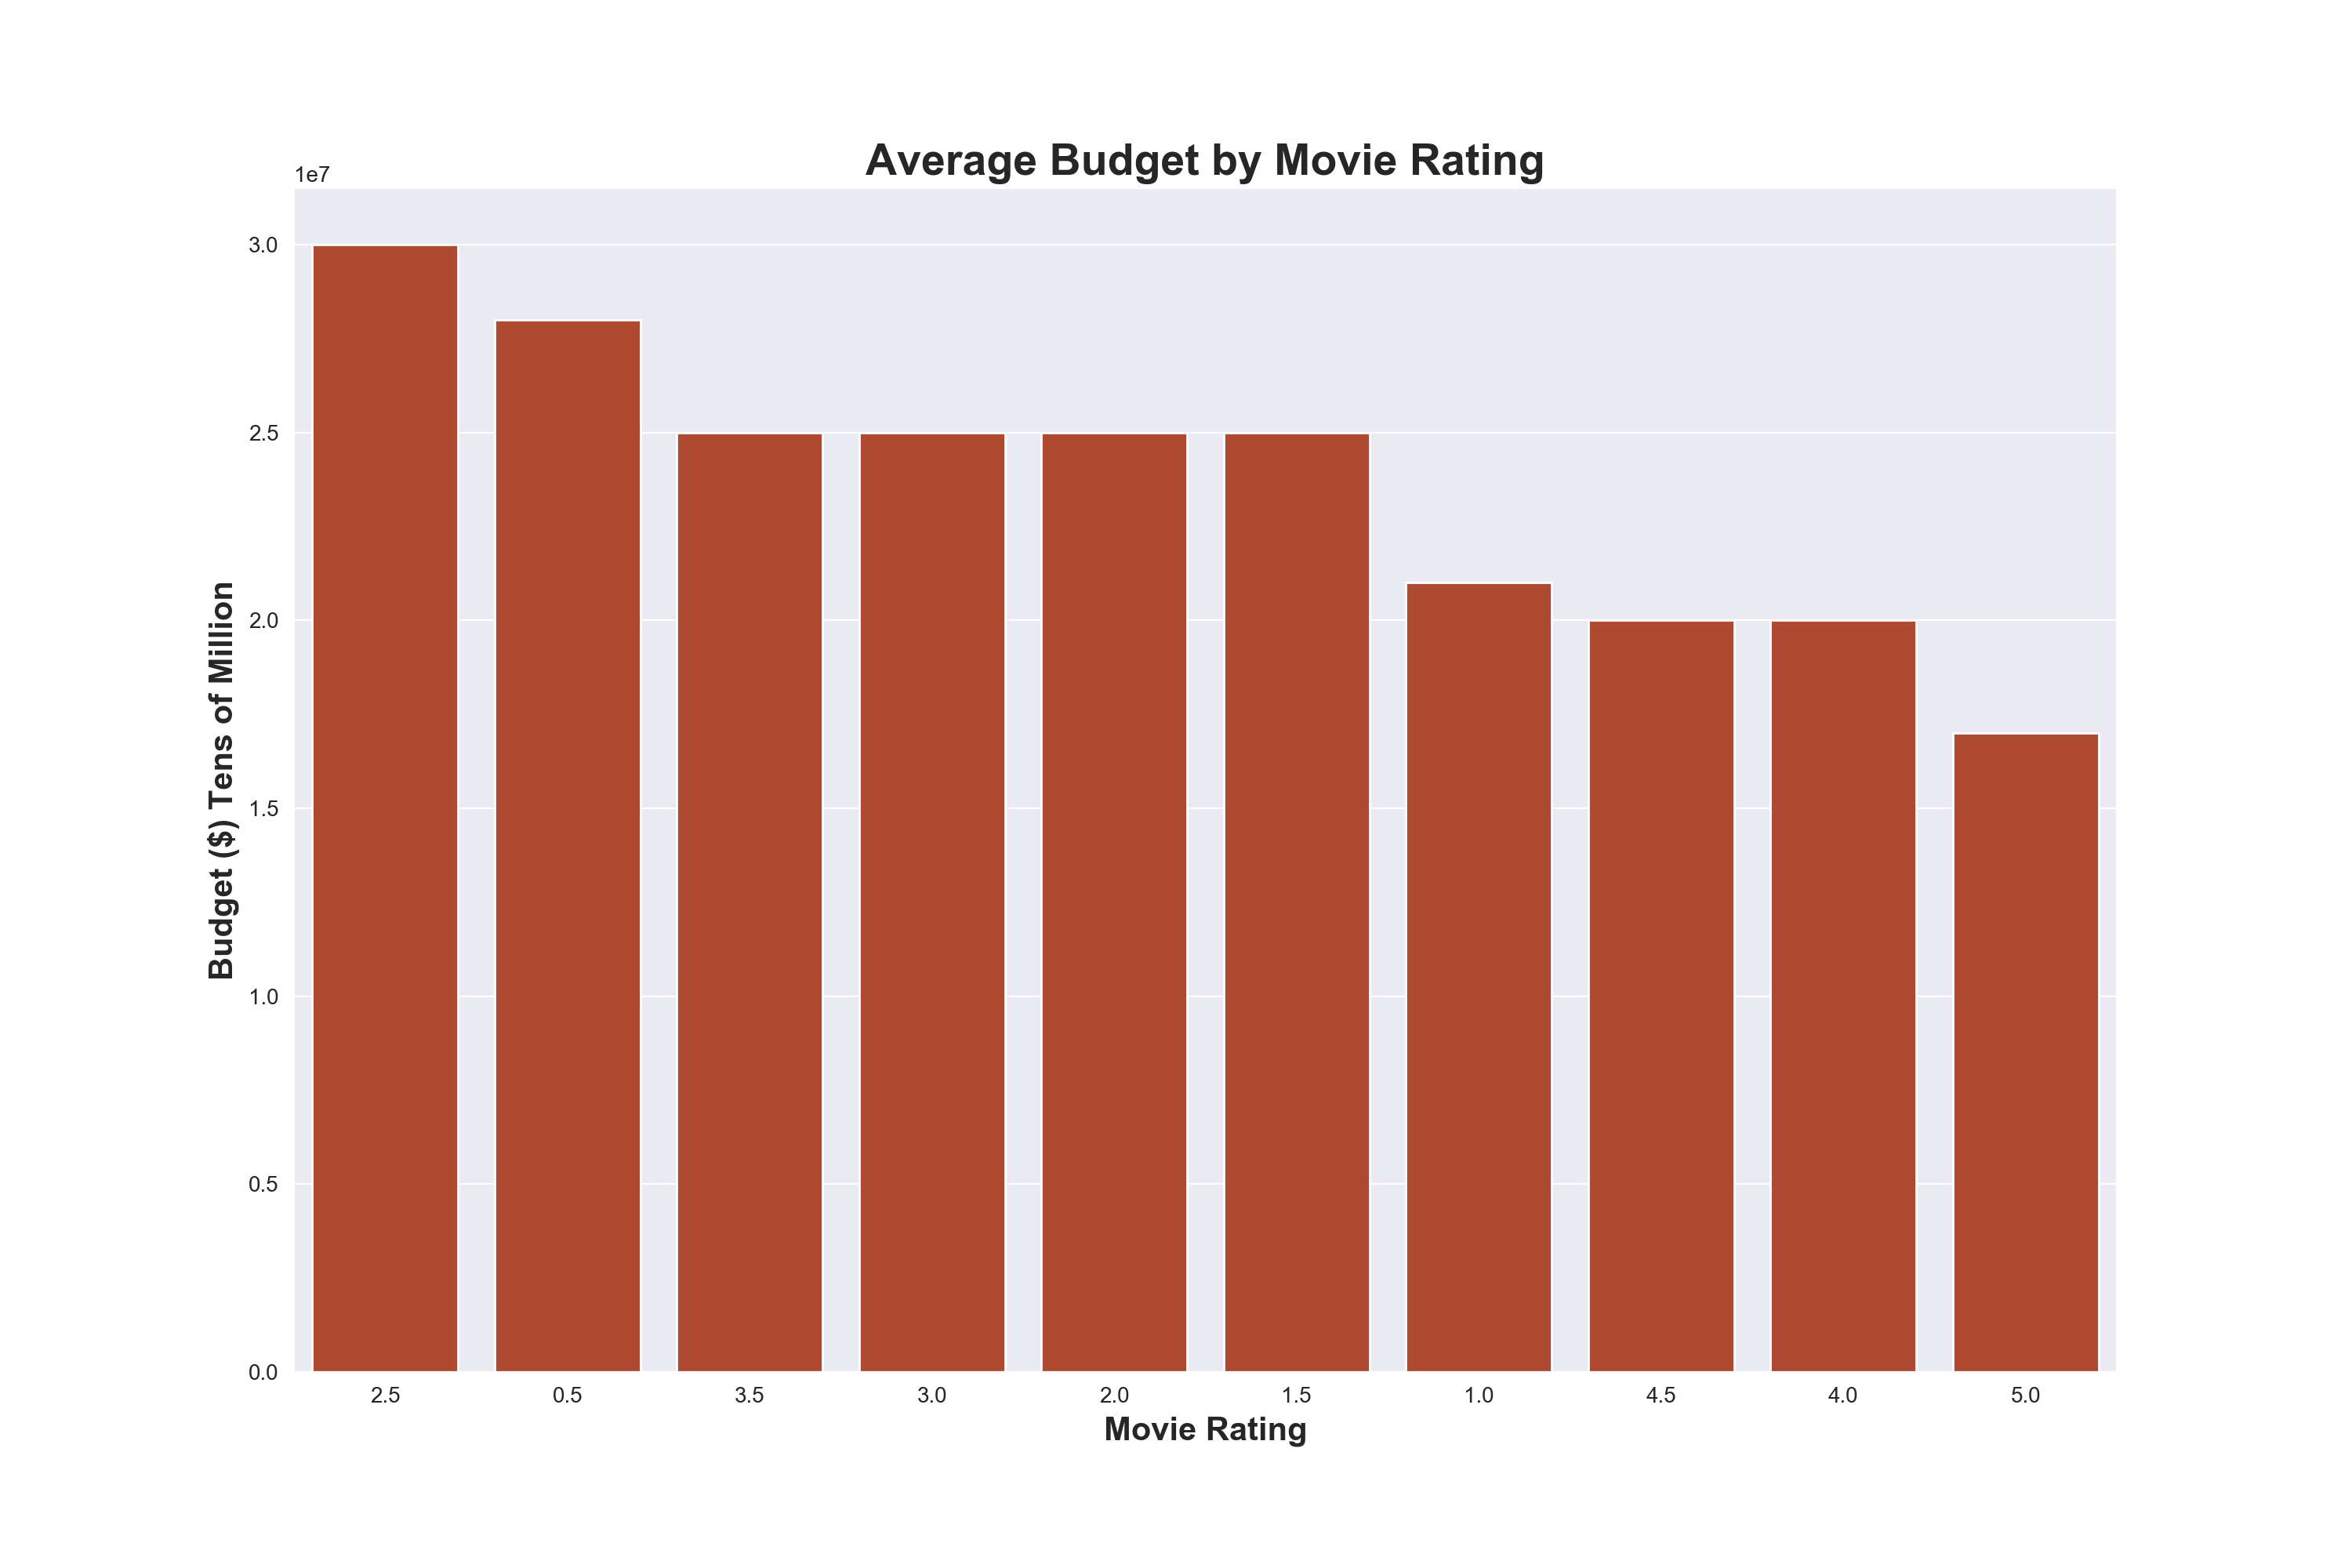 Average Budget by Movie Rating
1e7
3.0
2.5
2.0
1.5
1.0
0.5
0.0
Budget ($) Tens of Million
2.5 0.5 3.5 3.0 2.0 1.5 1.0 4.5 4.0 5.0
Movie Rating